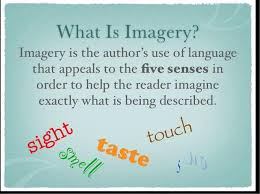 What Is Imagery?
Imagery is the author's use of language
that appeals to the five senses in
order to help the reader imagine
exactly what is being described.
sight
smell
taste
touch